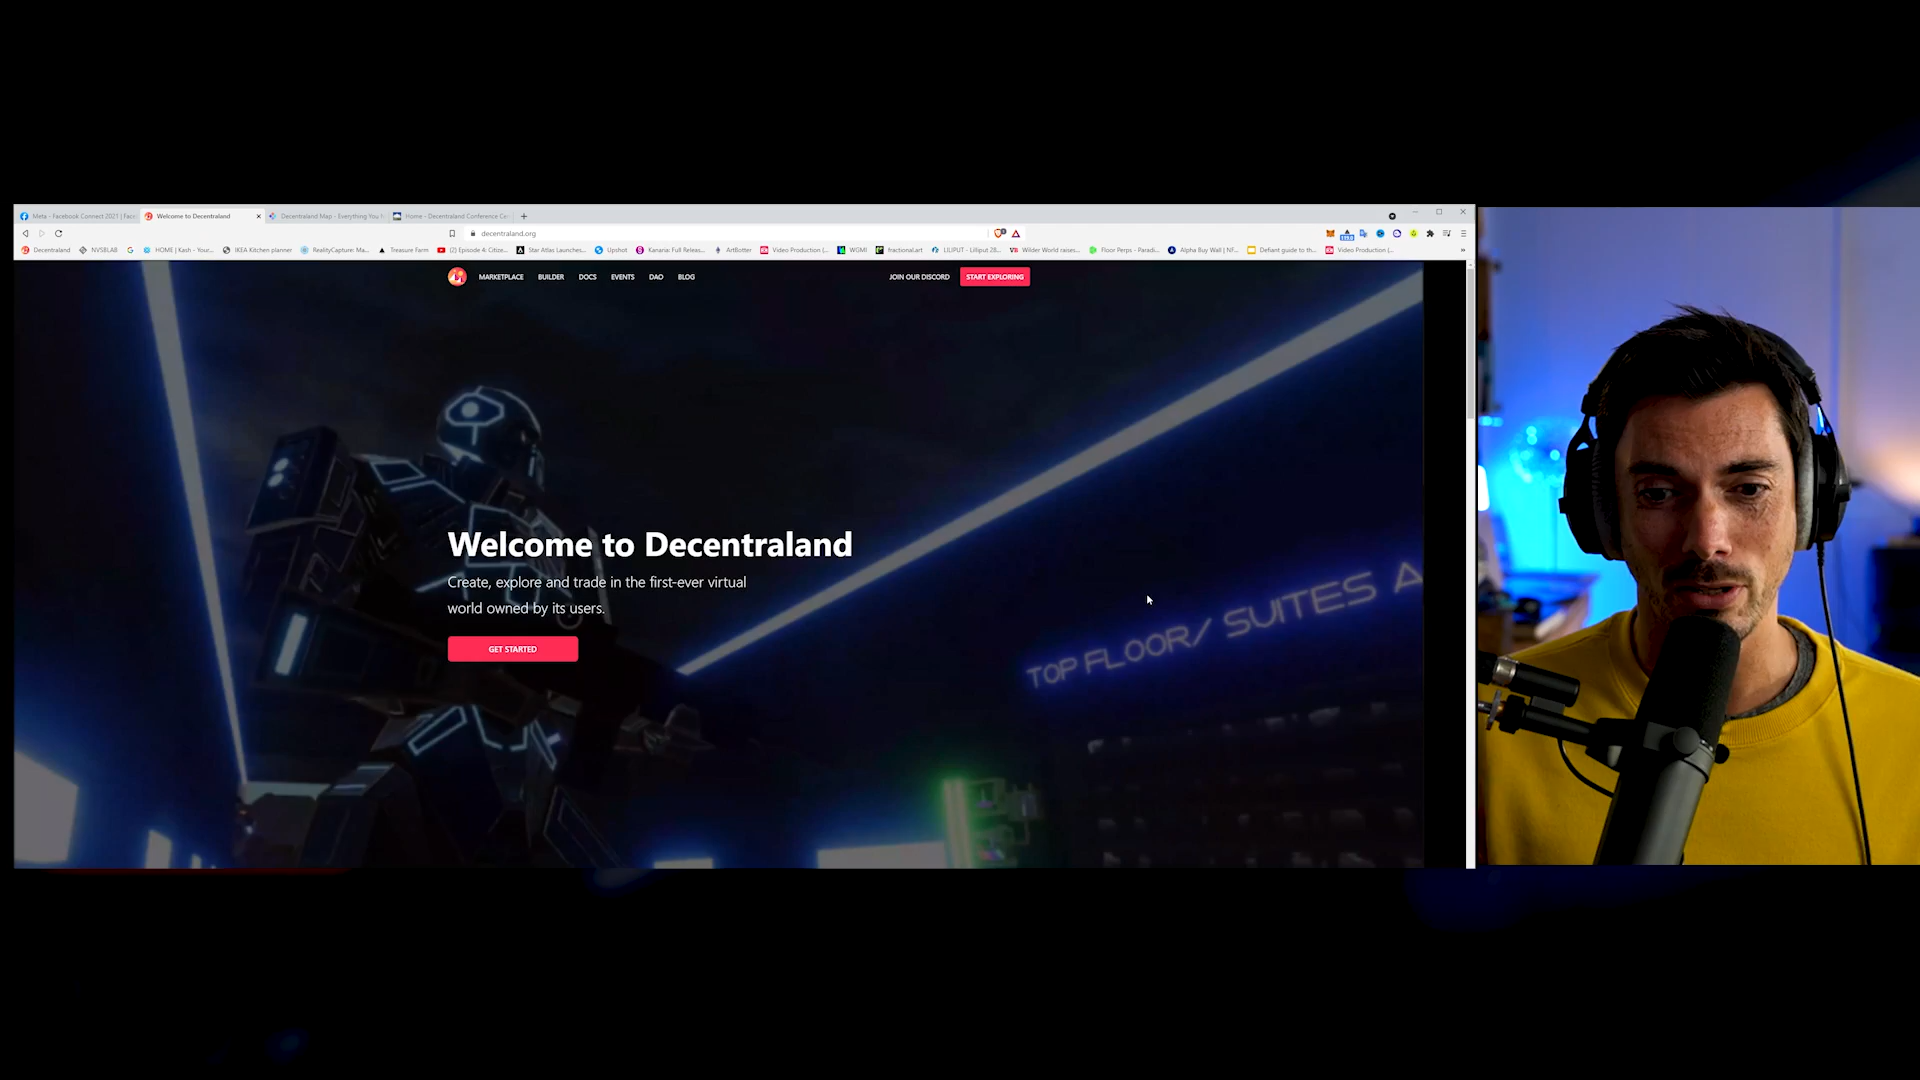 Meta - Facebook Connect 2021 | Face
Welcome to Decentraland
Decentraland Map - Everything You N
Home - Decentraland Conference Ce
decentraland.org
Decentraland
NVSBLAB
HOME | Kash - Your...
IKEA Kitchen planner
RealityCapture: Ma...
Treasure Farm
(2) Episode 4: Citize...
Star Atlas Launches...
Upshot
Kanaria: Full Releas...
ArtBotter
Video Production |...
WGMI
fractional.art
LILIPUT - Lilliput 28...
Wilder World raises...
Floor Perps - Paradi...
Alpha Buy Wall | NF...
Defiant guide to th...
Video Production |...
MARKETPLACE
BUILDER
DOCS
EVENTS
DAO
BLOG
JOIN OUR DISCORD
START EXPLORING
Welcome to Decentraland
Create, explore and trade in the first-ever virtual
world owned by its users.
GET STARTED
TOP FLOOR/ SUITES A